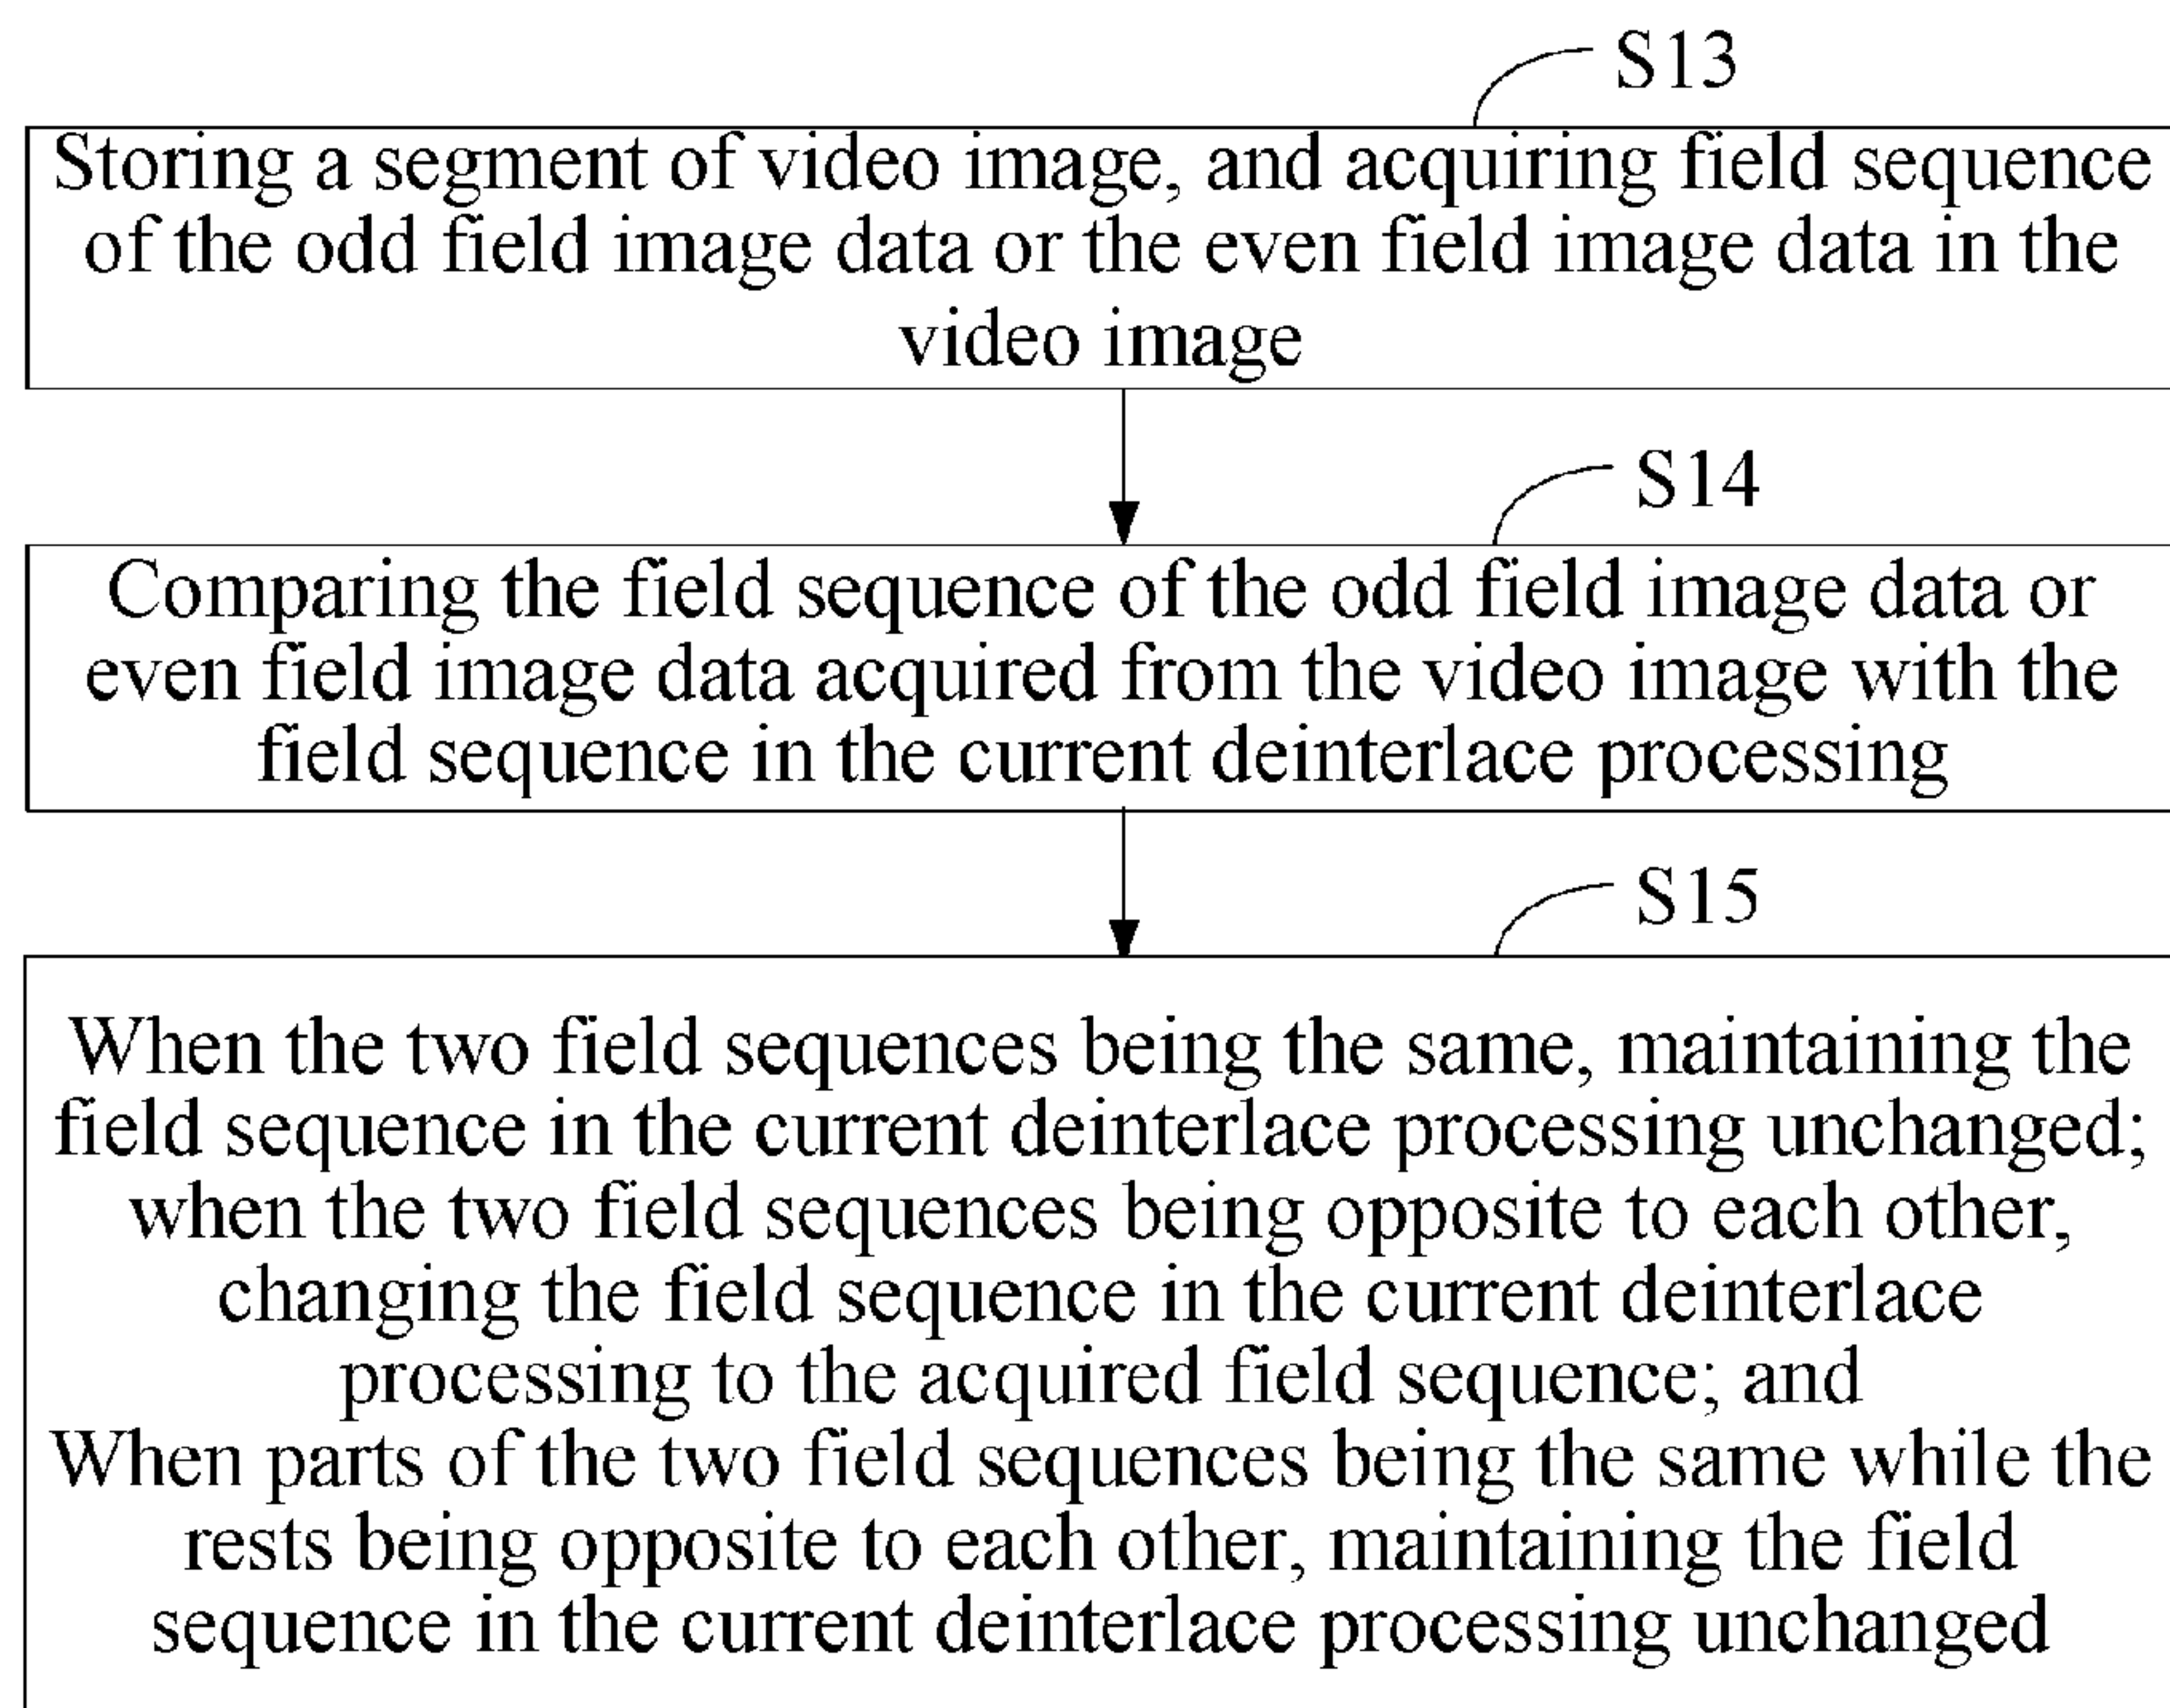 S13
Storing a segment of video image, and acquiring field sequence
of the odd field image data or the even field image data in the
video image
S14
Comparing the field sequence of the odd field image data or
even field image data acquired from the video image with the
field sequence in the current deinterlace processing
S15
When the two field sequences being the same, maintaining the
field sequence in the current deinterlace processing unchanged;
when the two field sequences being opposite to each other,
changing the field sequence in the current deinterlace
processing to the acquired field sequence; and
When parts of the two field sequences being the same while the
rests being opposite to each other, maintaining the field
sequence in the current deinterlace processing unchanged